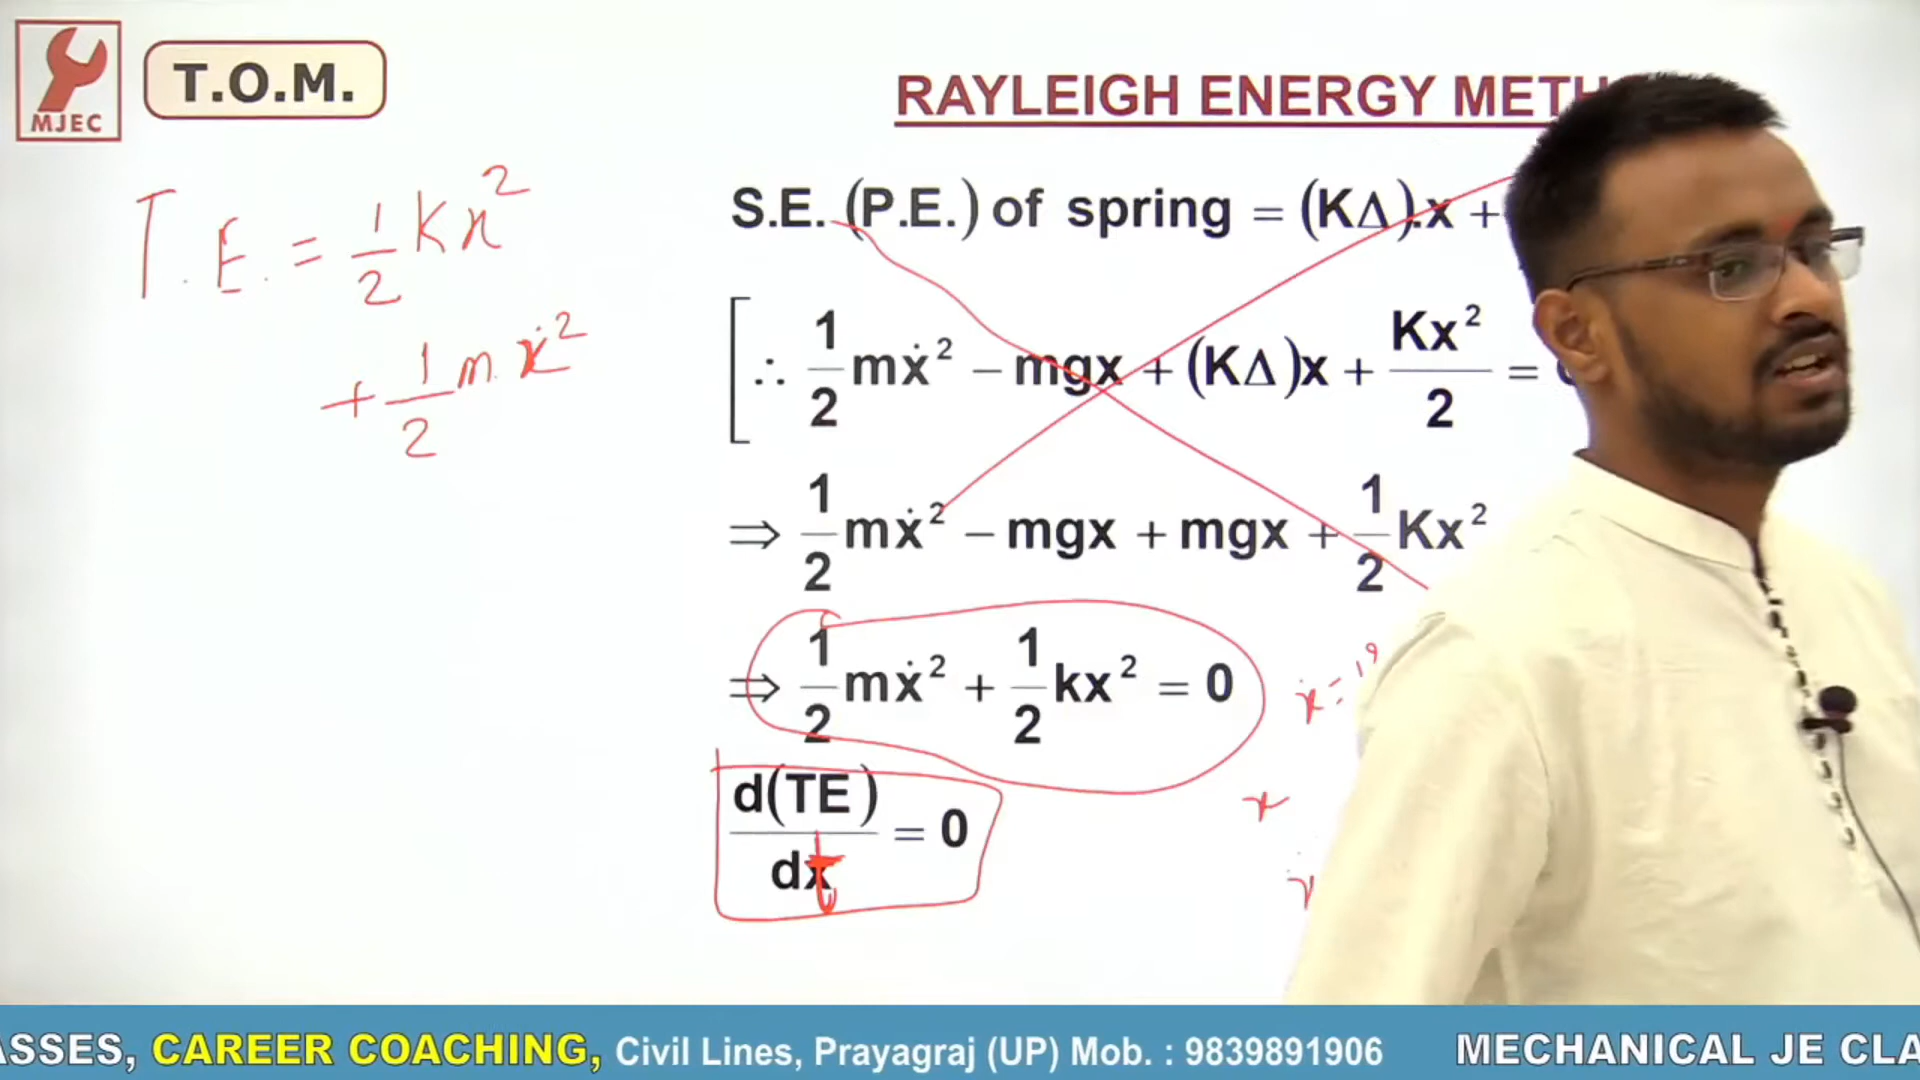 MJEC
T.O.M.
RAYLEIGH ENERGY METH
T.E. = 1/2 Kx²
+ 1/2 mẋ²
S.E. (P.E.) of spring = (KΔ).x +
[∴ 1/2 mẋ² – mgx + (KΔ)x + Kx²/2 =
⇒ 1/2 mẋ² – mgx + mgx + 1/2 Kx²
⇒ 1/2 mẋ² + 1/2 kx² = 0
ẋ =
x
d(TE)/dt = 0
ASSES, CAREER COACHING, Civil Lines, Prayagraj (UP) Mob. : 9839891906 MECHANICAL JE CLA